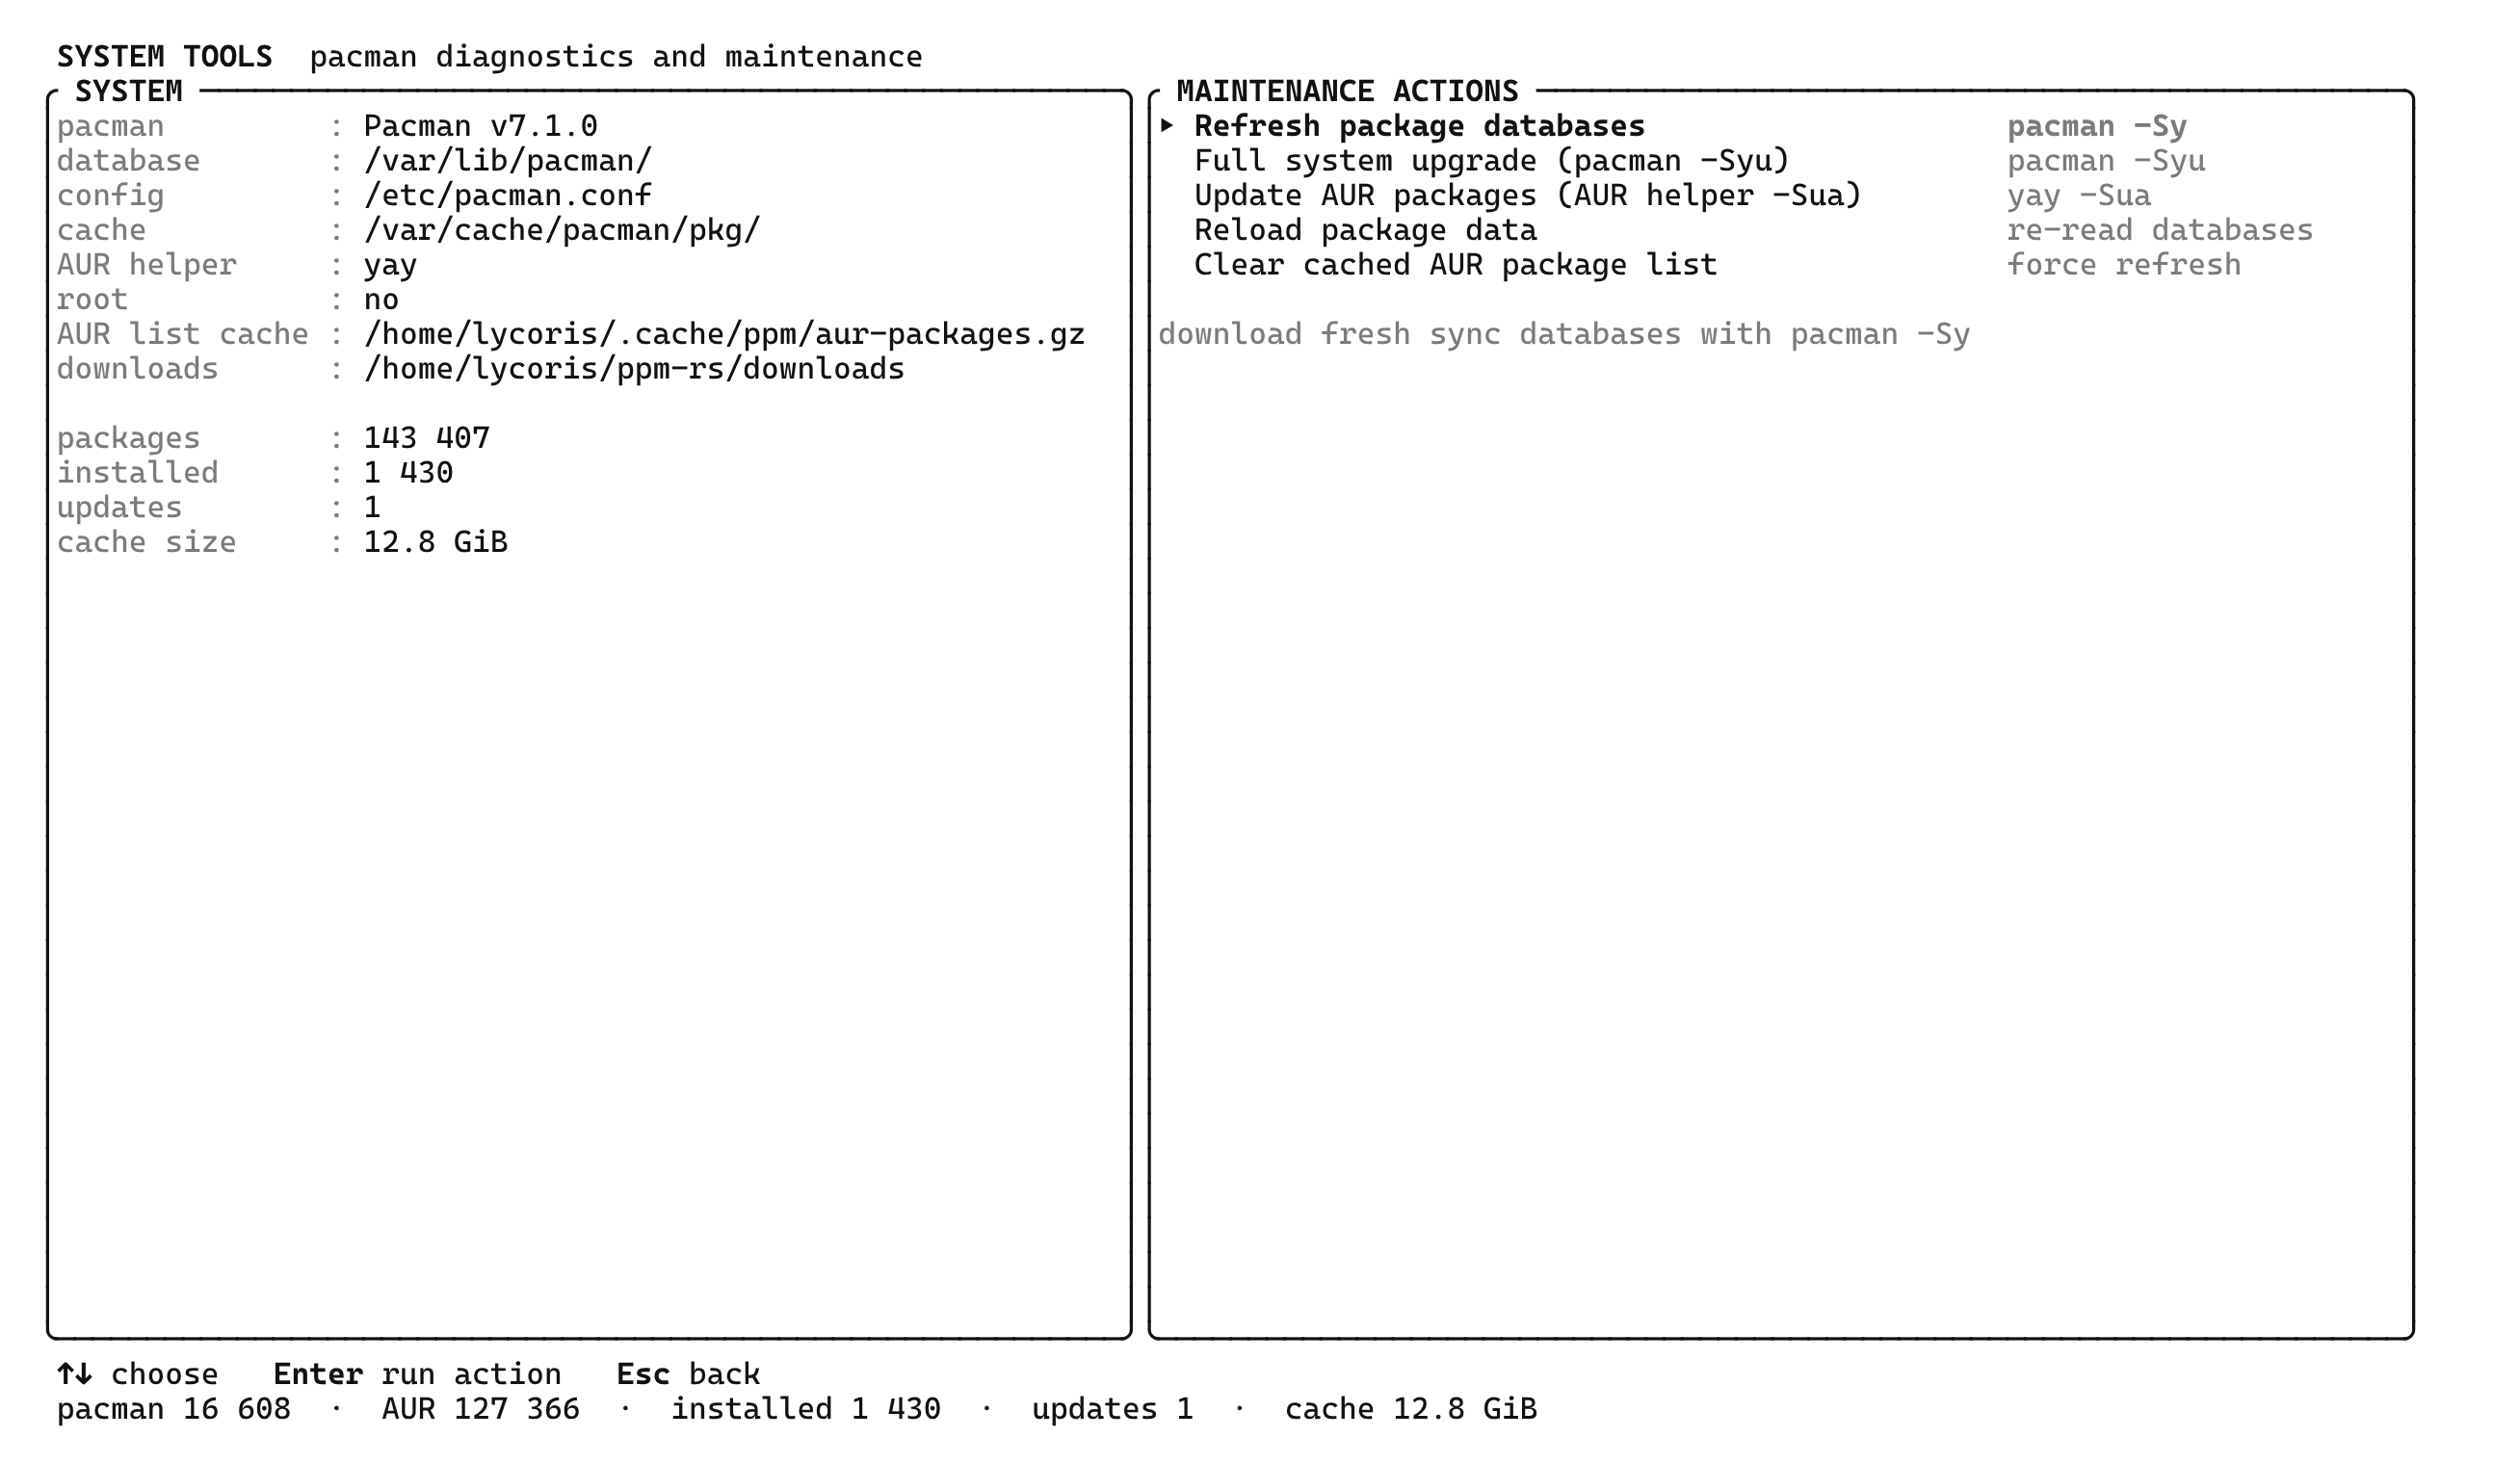 SYSTEM TOOLS  pacman diagnostics and maintenance
SYSTEM
pacman : Pacman v7.1.0
database : /var/lib/pacman/
config : /etc/pacman.conf
cache : /var/cache/pacman/pkg/
AUR helper : yay
root : no
AUR list cache : /home/lycoris/.cache/ppm/aur-packages.gz
downloads : /home/lycoris/ppm-rs/downloads
packages : 143 407
installed : 1 430
updates : 1
cache size : 12.8 GiB
MAINTENANCE ACTIONS
▸ Refresh package databases pacman -Sy
Full system upgrade (pacman -Syu) pacman -Syu
Update AUR packages (AUR helper -Sua) yay -Sua
Reload package data re-read databases
Clear cached AUR package list force refresh
download fresh sync databases with pacman -Sy
↑↓ choose   Enter run action   Esc back
pacman 16 608  ·  AUR 127 366  ·  installed 1 430  ·  updates 1  ·  cache 12.8 GiB